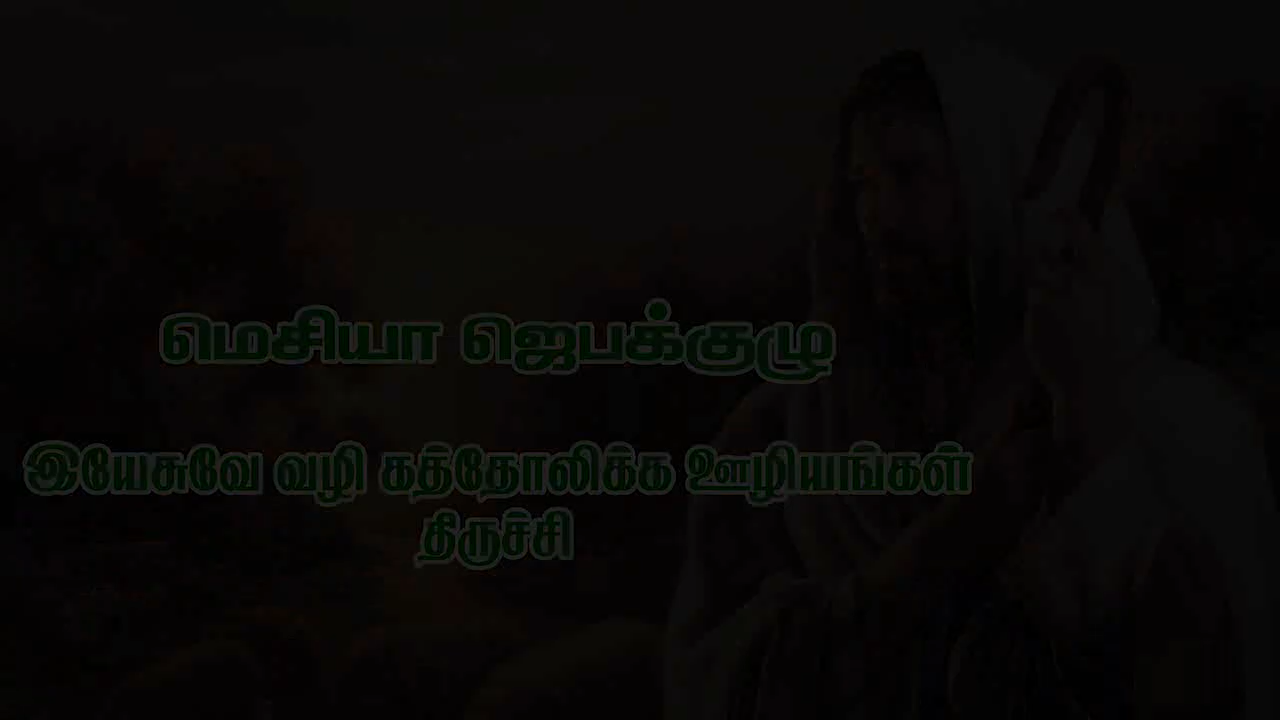 மெசியா ஜெபக்குழு
இயேசுவே வழி கத்தோலிக்க ஊழியங்கள்
திருச்சி